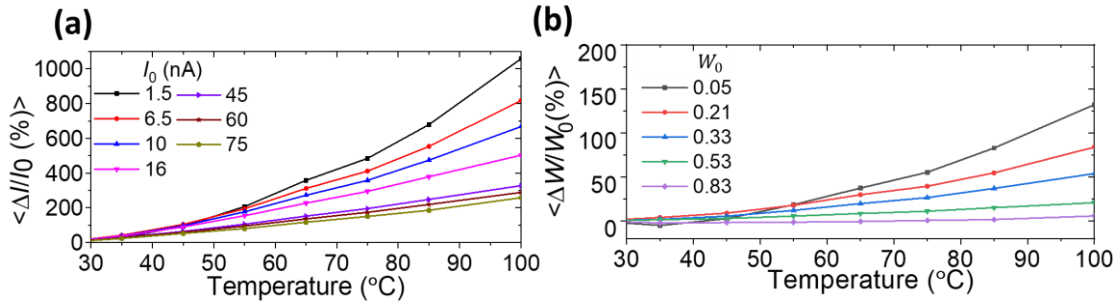 (a)
<ΔI/I0 (%)>
I₀ (nA)
1.5 45
6.5 60
10 75
16
1000
800
600
400
200
0
30 40 50 60 70 80 90 100
Temperature (°C)
(b)
<ΔW/W₀(%)>
W₀
0.05
0.21
0.33
0.53
0.83
200
150
100
50
0
30 40 50 60 70 80 90 100
Temperature (°C)